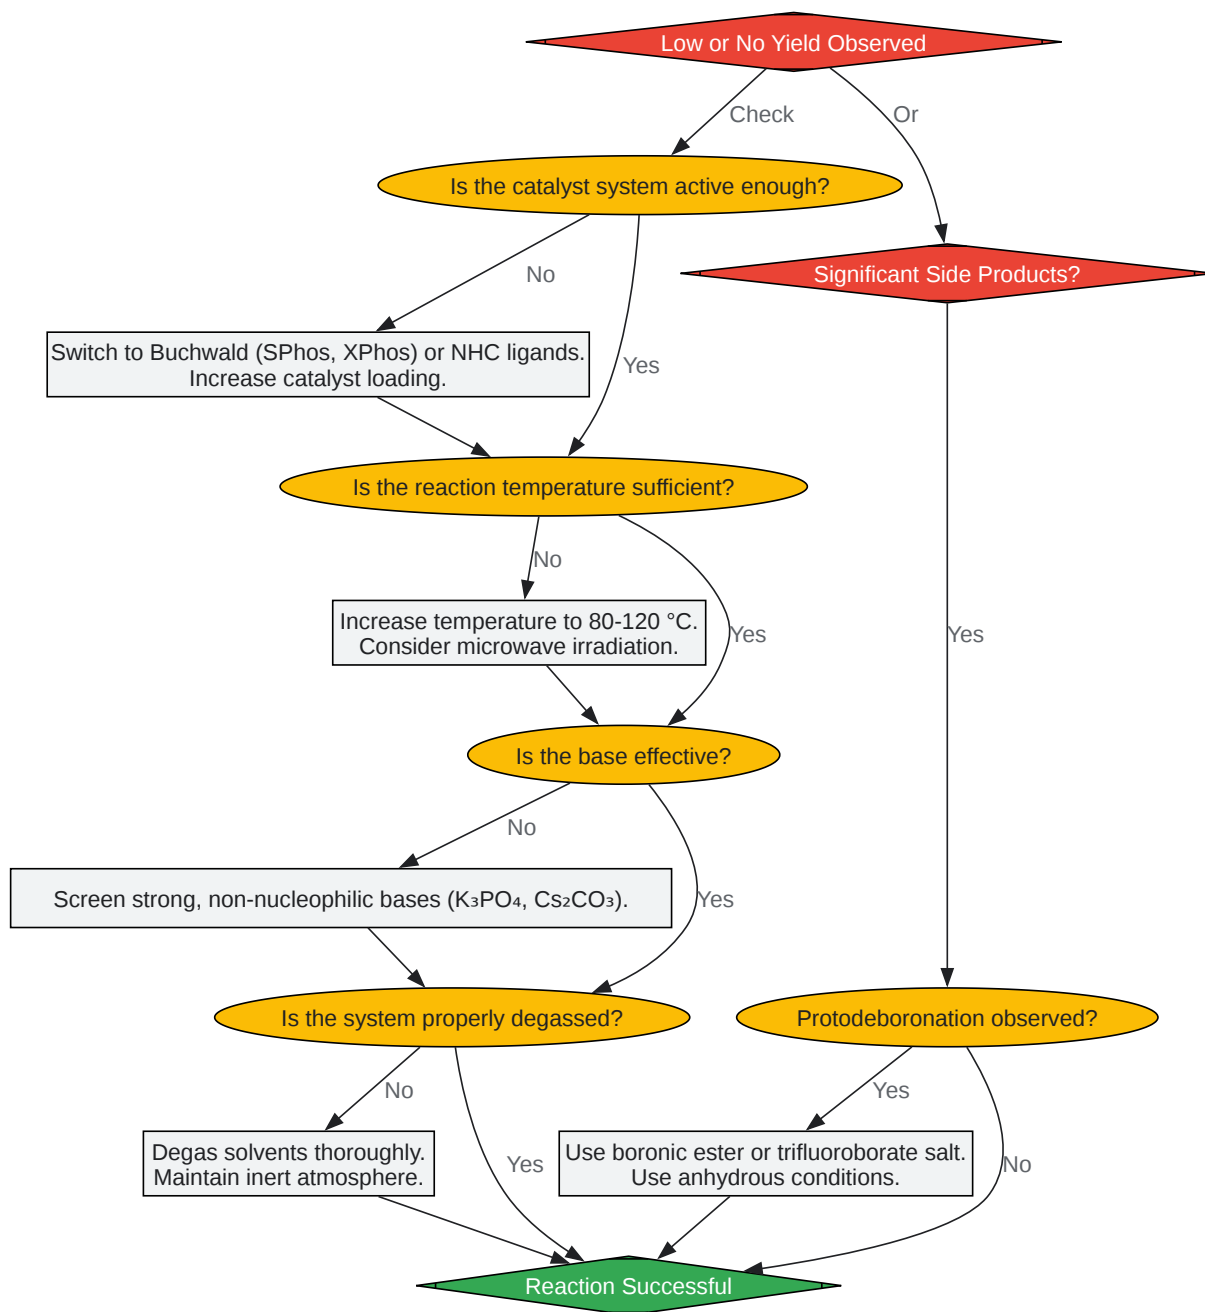 Low or No Yield Observed
Check
Or
Is the catalyst system active enough?
No
Significant Side Products?
Switch to Buchwald (SPhos, XPhos) or NHC ligands.
Increase catalyst loading.
Yes
Is the reaction temperature sufficient?
No
Increase temperature to 80-120 °C.
Consider microwave irradiation.
Yes
Yes
Is the base effective?
No
Screen strong, non-nucleophilic bases (K₃PO₄, Cs₂CO₃).
Yes
Is the system properly degassed?
Protodeboronation observed?
No
Yes
Degas solvents thoroughly.
Maintain inert atmosphere.
Yes
Use boronic ester or trifluoroborate salt.
Use anhydrous conditions.
No
Reaction Successful